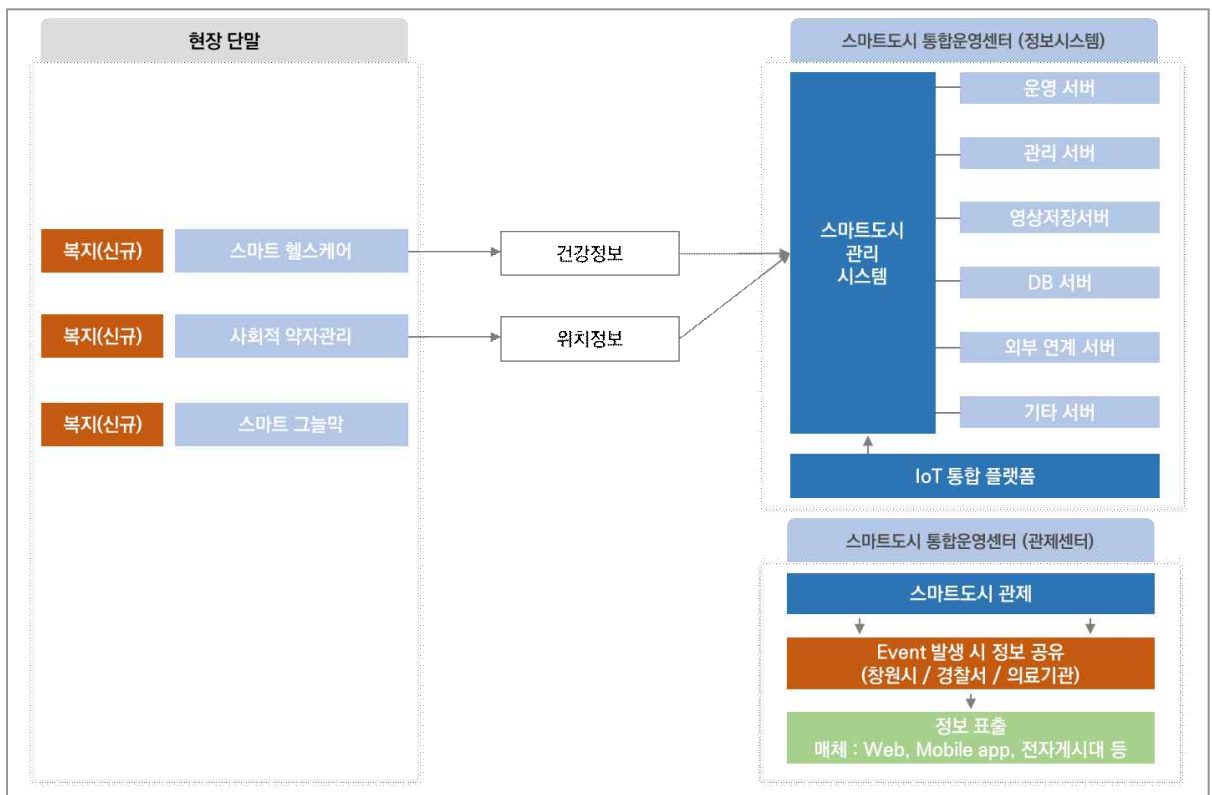 현장 단말
복지(신규)
스마트 헬스케어
복지(신규)
사회적 약자관리
복지(신규)
스마트 그늘막
건강정보
위치정보
스마트도시 통합운영센터 (정보시스템)
스마트도시
관리
시스템
운영 서버
관리 서버
영상저장서버
DB 서버
외부 연계 서버
기타 서버
IoT 통합 플랫폼
스마트도시 통합운영센터 (관제센터)
스마트도시 관제
Event 발생 시 정보 공유
(창원시 / 경찰서 / 의료기관)
정보 표출
매체 : Web, Mobile app, 전자게시대 등